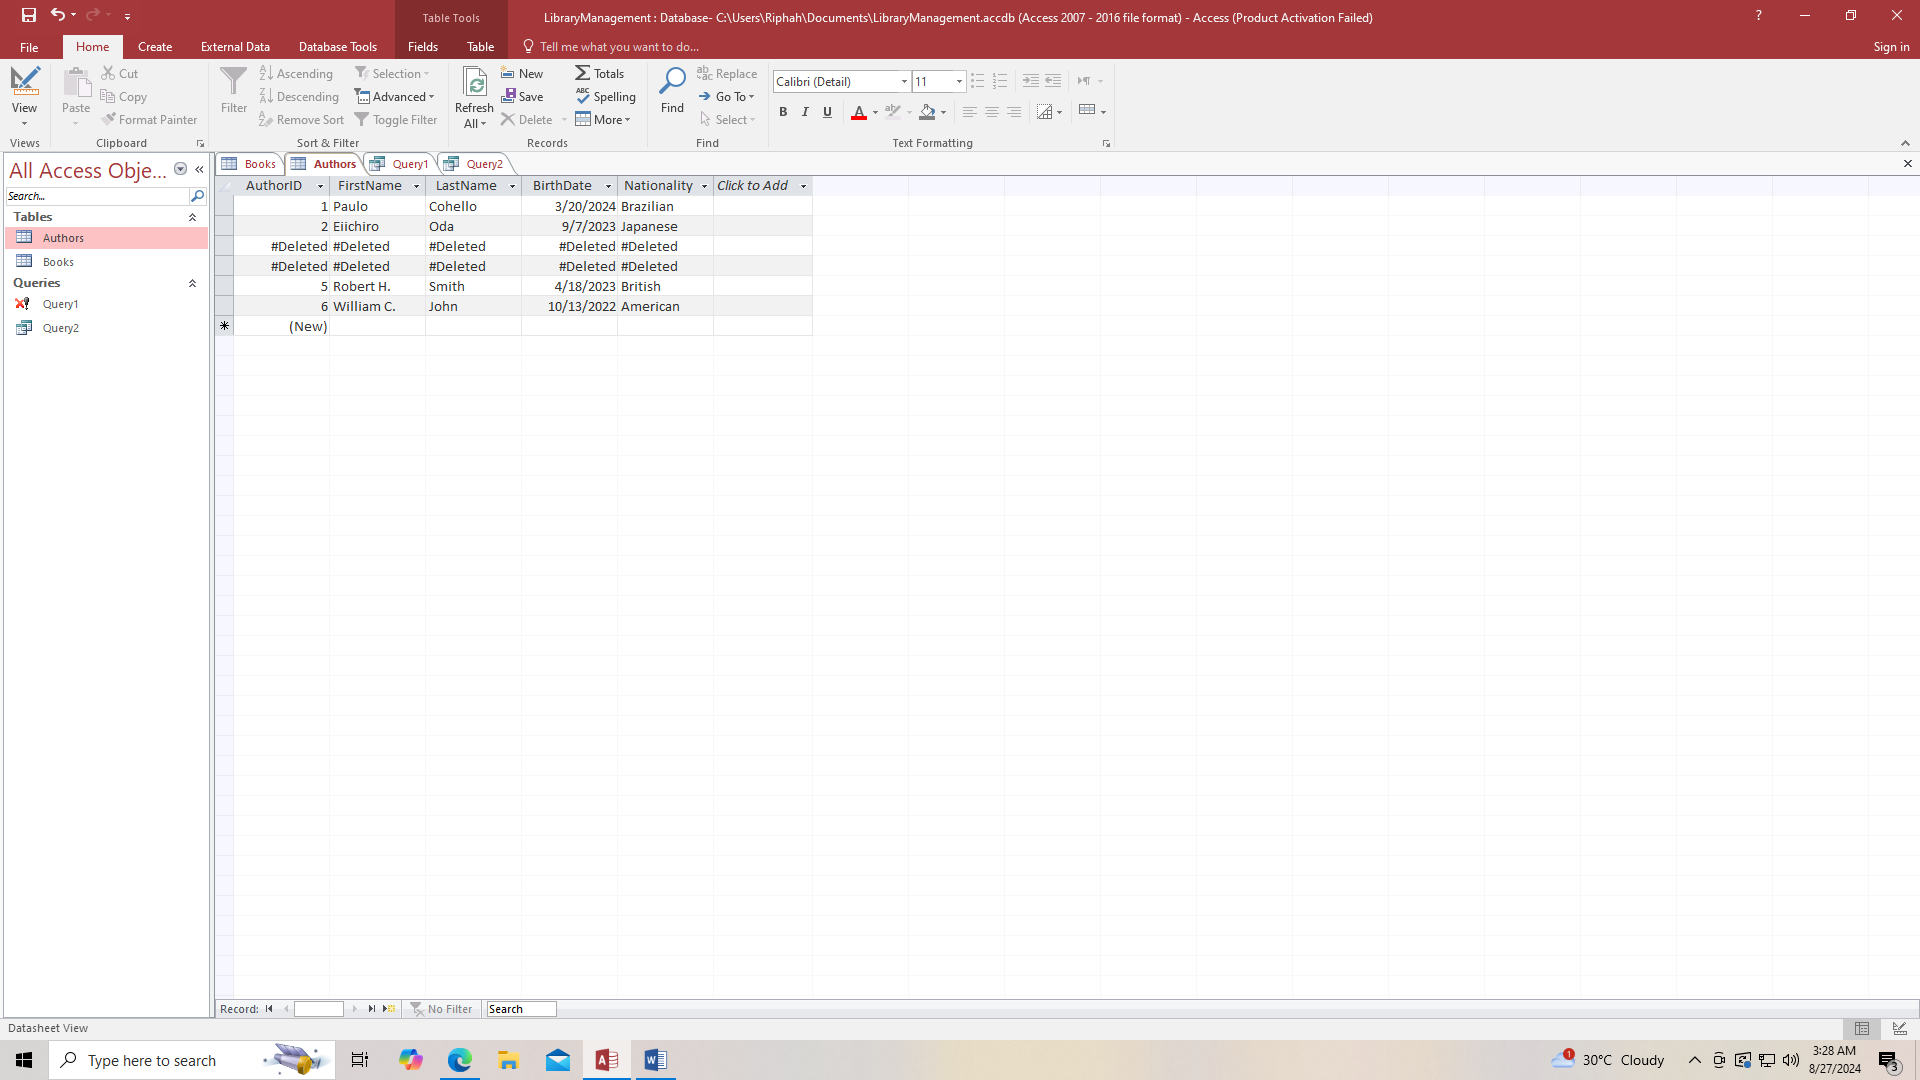 Table Tools
LibraryManagement : Database- C:\Users\Riphah\Documents\LibraryManagement.accdb (Access 2007 - 2016 file format) - Access (Product Activation Failed)
?
File Home Create External Data Database Tools Fields Table Tell me what you want to do... Sign in
View
Views
Paste
Cut
Copy
Format Painter
Clipboard
Filter
Ascending
Descending
Remove Sort
Selection
Advanced
Toggle Filter
Sort & Filter
Refresh
All
New
Save
Delete
Totals
Spelling
More
Records
Find
Replace
Go To
Select
Find
Calibri (Detail) 11
B I U A
Text Formatting
All Access Obje...
Search...
Tables
Authors
Books
Queries
Query1
Query2
Books Authors Query1 Query2
AuthorID FirstName LastName BirthDate Nationality Click to Add
1 Paulo Cohello 3/20/2024 Brazilian
2 Eiichiro Oda 9/7/2023 Japanese
#Deleted #Deleted #Deleted #Deleted #Deleted
#Deleted #Deleted #Deleted #Deleted #Deleted
5 Robert H. Smith 4/18/2023 British
6 William C. John 10/13/2022 American
(New)
Record: No Filter Search
Datasheet View
Type here to search
1 30°C Cloudy
3:28 AM
8/27/2024
3